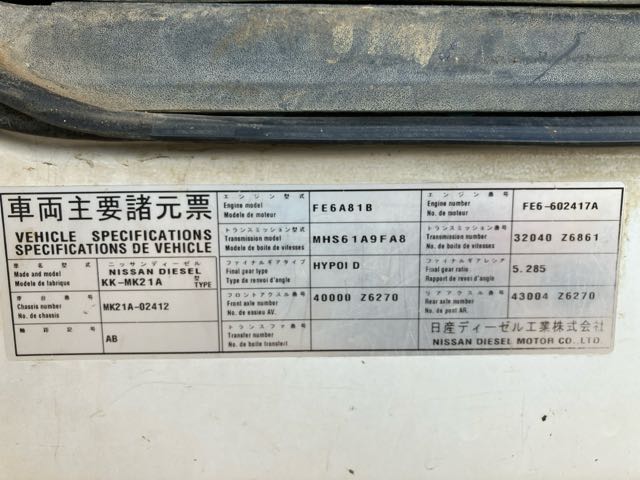 車両主要諸元票
VEHICLE SPECIFICATIONS
SPECIFICATIONS DE VEHICLE
車名型式
Made and model
Modele de fabrique
ニッサンディーゼル
NISSAN DIESEL
KK-MK21A 型式 TYPE
車台番号
Chassis number
No. de chassis
MK21A-02412
AB
エンジン型式
Engine model
Modele de moteur
FE6A81B
トランスミッション型式
Transmission model
Modele de boite de vitesses
MHS61A9FA8
ファイナルギアタイプ
Final gear type
Type de renvoi d'angle
HYPOID
フロントアクスル番号
Front axle number
No. de essieu AV.
40000 Z6270
トランスファ番号
Transfer number
No. de boite transfert
エンジン番号
Engine number
No. de moteur
FE6-602417A
トランスミッション番号
Transmission number
No. de boite de vitesses
32040 Z6861
ファイナルギアレシオ
Final gear ratio
Rapport de renvoi d'angle
5.285
リヤアクスル番号
Rear axle number
No. de pont AR.
43004 Z6270
日産ディーゼル工業株式会社
NISSAN DIESEL MOTOR CO.,LTD.